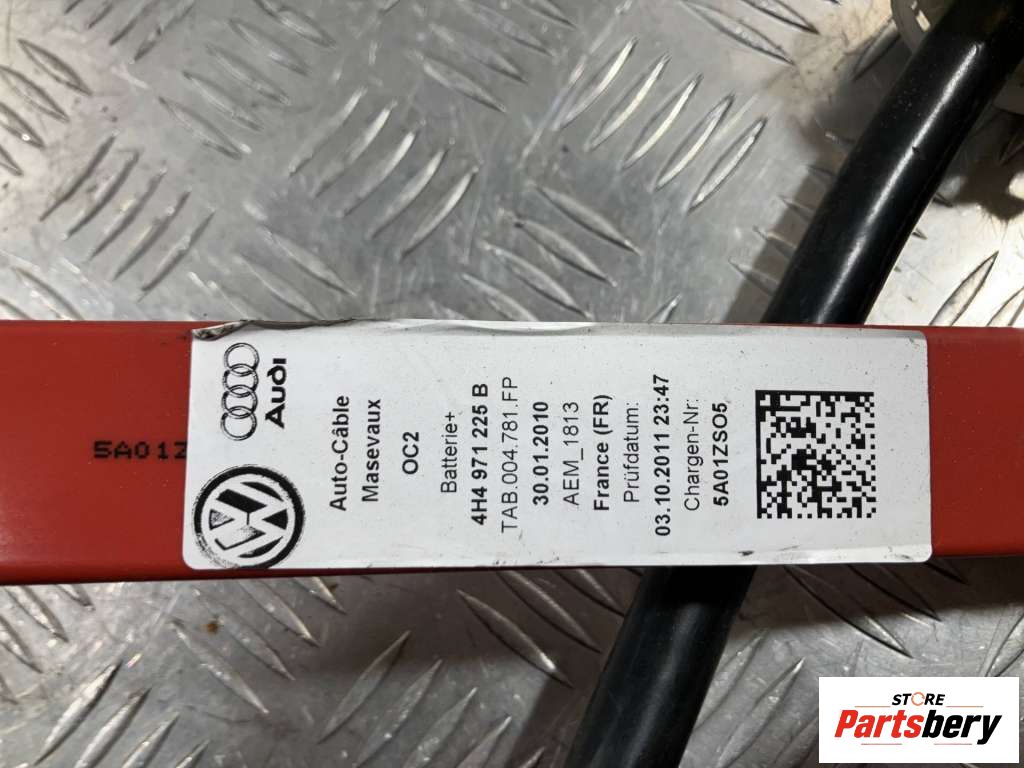 Audi
Auto-Câble
Masevaux
OC2
Batterie+
4H4 971 225 B
TAB.004.781.FP
30.01.2010
AEM_1813
France (FR)
Prüfdatum:
03.10.2011 23:47
Chargen-Nr:
5A01ZSO5
5A01Z
STORE
Partsbery